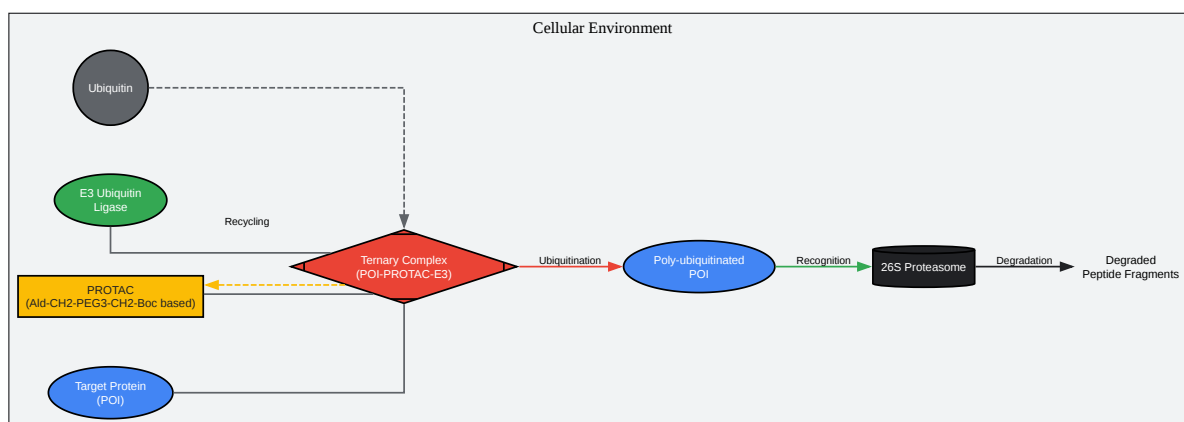 Cellular Environment
Ubiquitin
E3 Ubiquitin
Ligase
Recycling
Ternary Complex
(POI-PROTAC-E3)
Ubiquitination
Poly-ubiquitinated
POI
Recognition
26S Proteasome
Degradation
Degraded
Peptide Fragments
PROTAC
(Ald-CH2-PEG3-CH2-Boc based)
Target Protein
(POI)